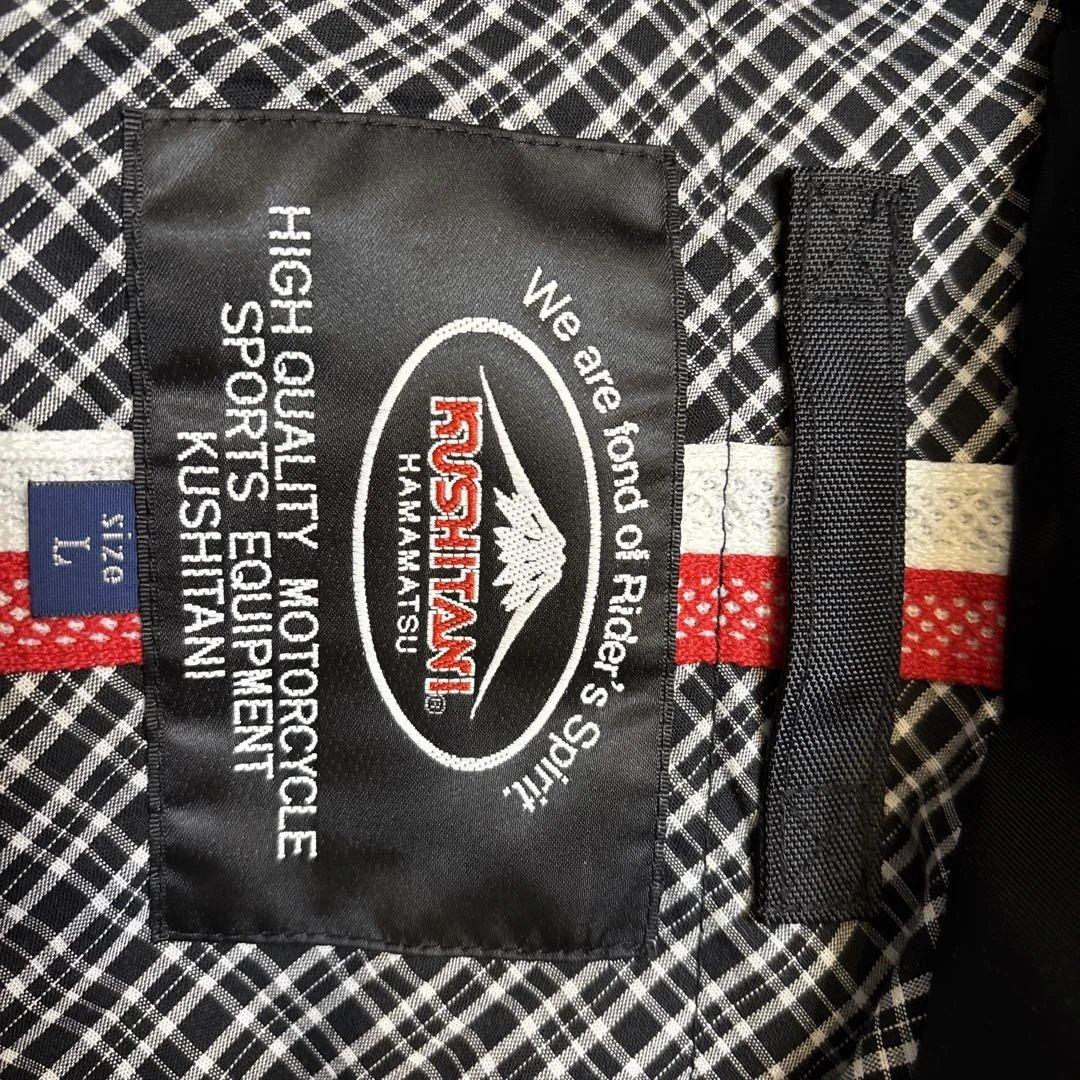 We are fond of Rider's Spirit.
KUSHITANI®
HAMAMATSU
HIGH QUALITY MOTORCYCLE
SPORTS EQUIPMENT
KUSHITANI
size
L